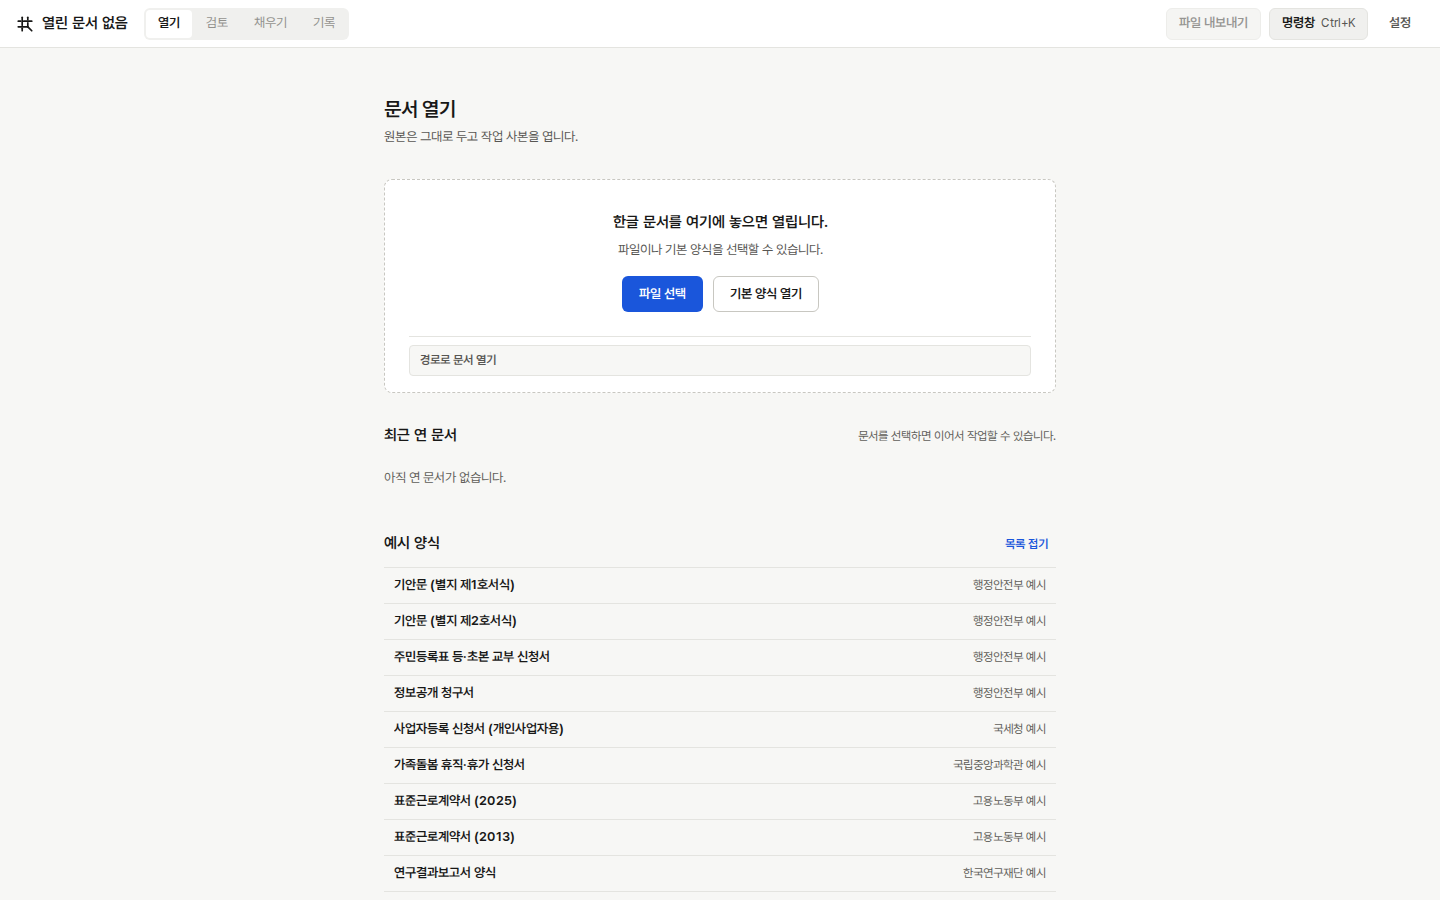 열린 문서 없음 열기 검토 채우기 기록 파일 내보내기 명령창 Ctrl+K 설정
문서 열기
원본은 그대로 두고 작업 사본을 엽니다.
한글 문서를 여기에 놓으면 열립니다.
파일이나 기본 양식을 선택할 수 있습니다.
파일 선택 기본 양식 열기
경로로 문서 열기
최근 연 문서 문서를 선택하면 이어서 작업할 수 있습니다.
아직 연 문서가 없습니다.
예시 양식 목록 접기
기안문 (별지 제1호서식) 행정안전부 예시
기안문 (별지 제2호서식) 행정안전부 예시
주민등록표 등·초본 교부 신청서 행정안전부 예시
정보공개 청구서 행정안전부 예시
사업자등록 신청서 (개인사업자용) 국세청 예시
가족돌봄 휴직·휴가 신청서 국립중앙과학관 예시
표준근로계약서 (2025) 고용노동부 예시
표준근로계약서 (2013) 고용노동부 예시
연구결과보고서 양식 한국연구재단 예시